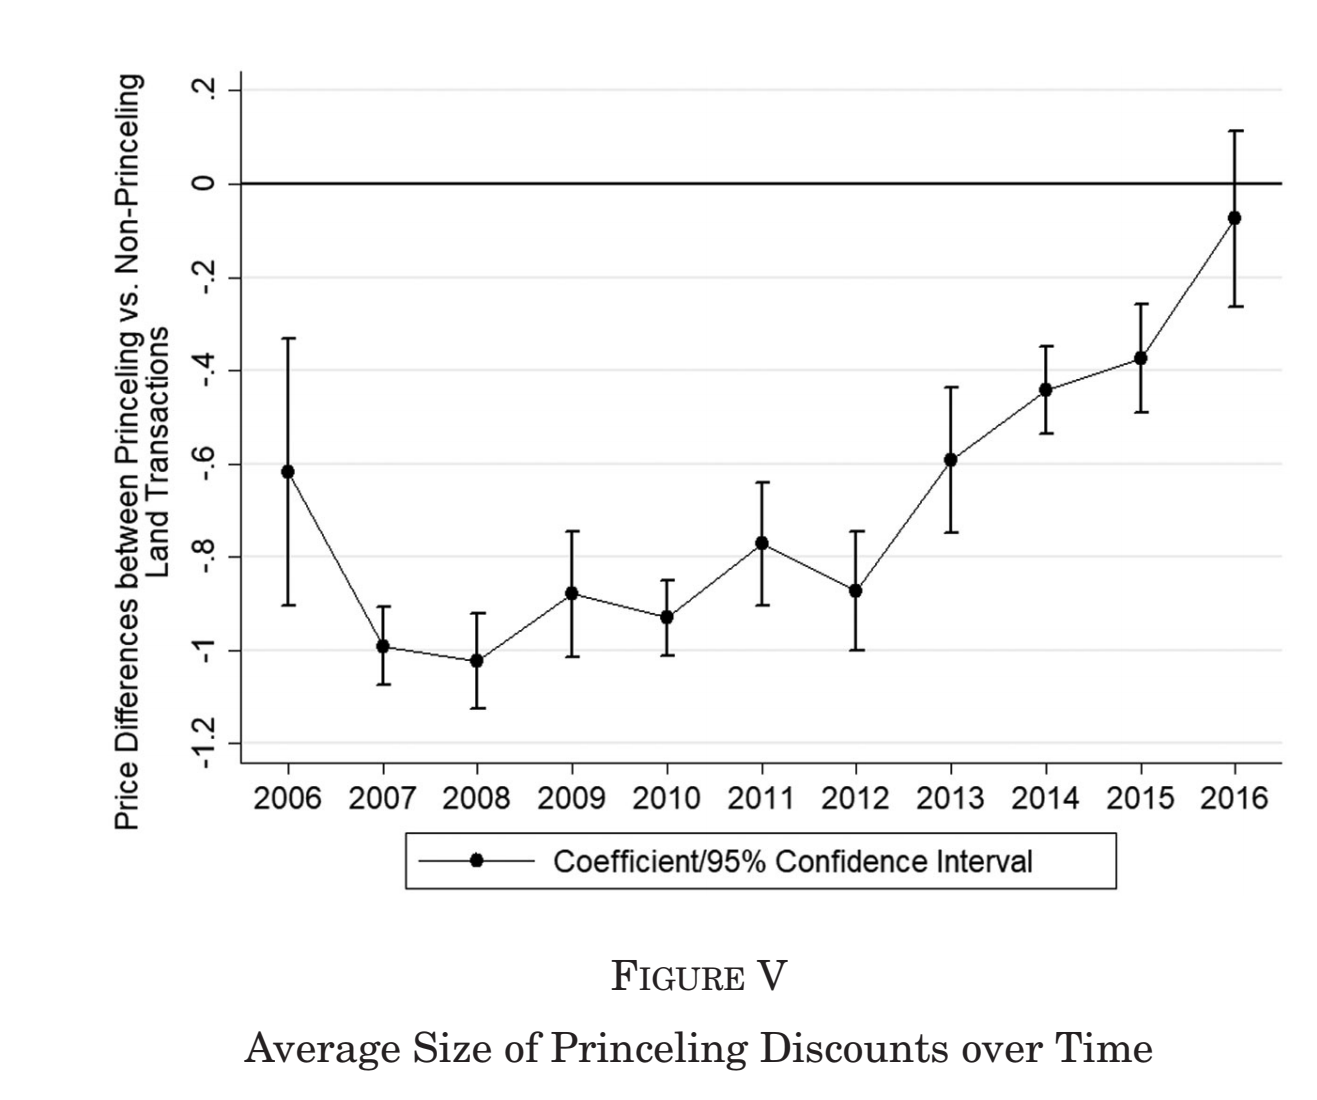 Price Differences between Princeling vs. Non-Princeling
Land Transactions
.2
0
-.2
-.4
-.6
-.8
-1
-1.2
2006 2007 2008 2009 2010 2011 2012 2013 2014 2015 2016
Coefficient/95% Confidence Interval
FIGURE V
Average Size of Princeling Discounts over Time